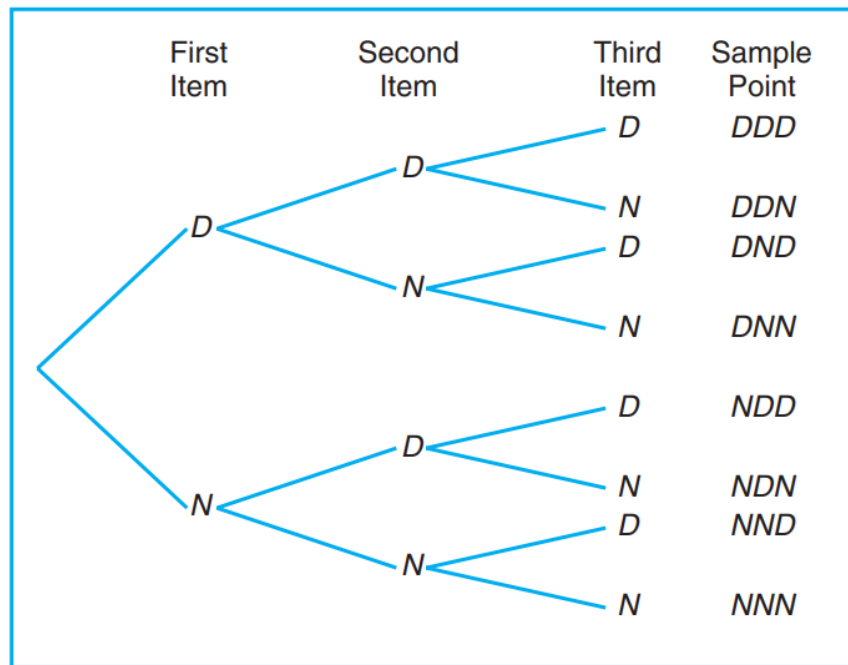 First Second Third Sample
Item Item Item Point
D DDD
D
N DDN
D
D DND
N
N DNN
D NDD
D
N NDN
N
D NND
N
N NNN